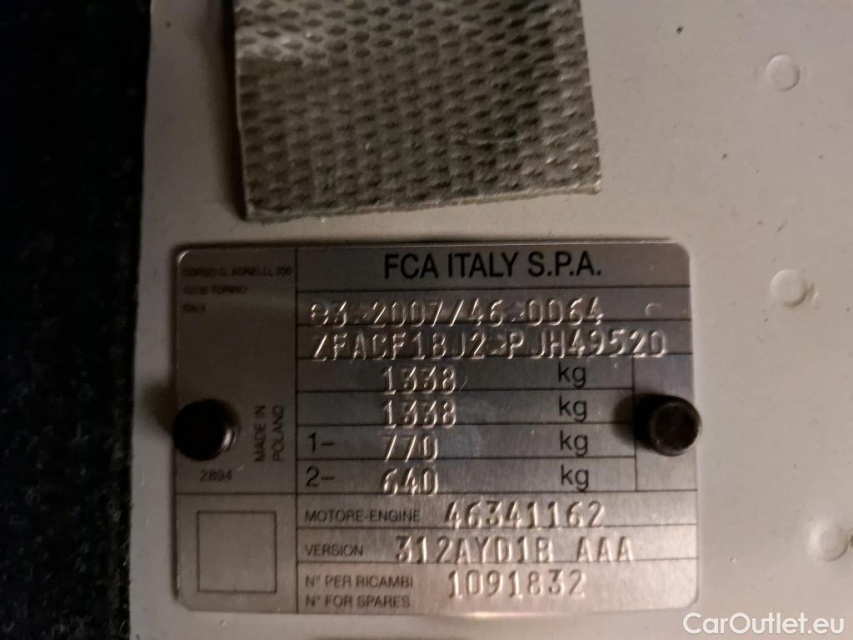 FCA ITALY S.P.A.
CORSO G. AGNELLI, 200
10135 TORINO
ITALY
e3*2007/46*0064
ZFACF1BJ2*PJH49520
1338 kg
1338 kg
1- 770 kg
2- 640 kg
MADE IN
POLAND
2894
MOTORE-ENGINE 46341162
VERSION 312AYD1B AAA
N° PER RICAMBI
N° FOR SPARES 1091832
CarOutlet.eu